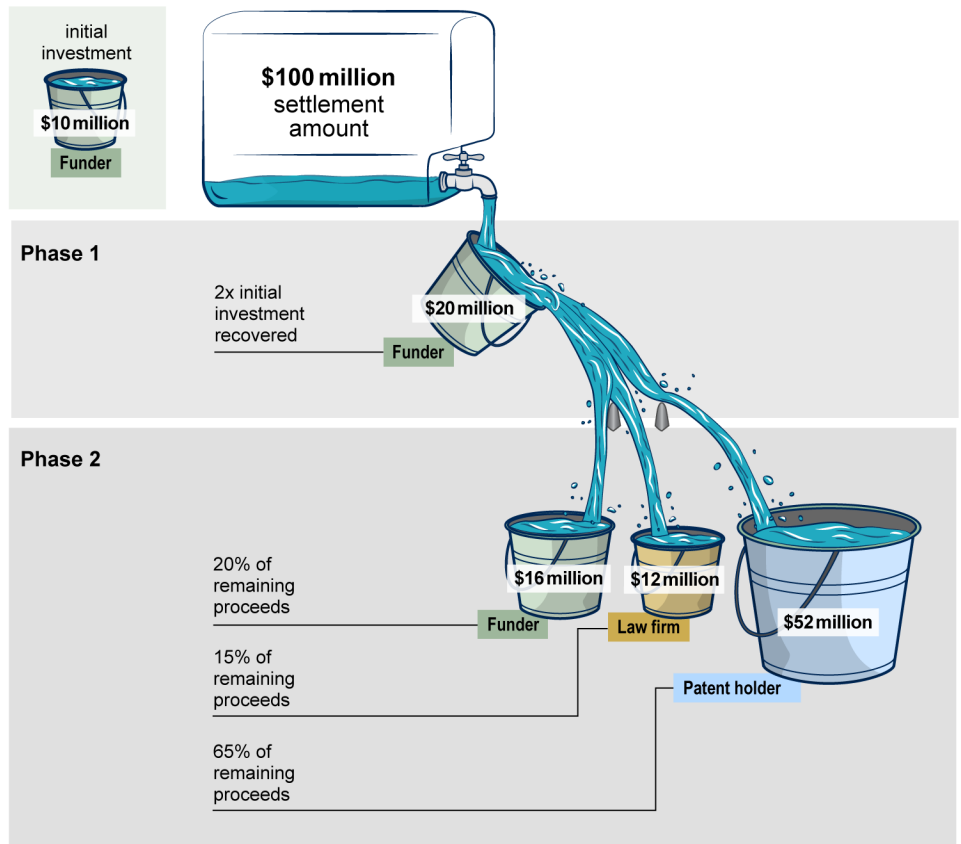 initial
investment
$10 million
Funder
$100 million
settlement
amount
Phase 1
2x initial
investment
recovered
$20 million
Funder
Phase 2
20% of
remaining
proceeds
$16 million
Funder
15% of
remaining
proceeds
$12 million
Law firm
65% of
remaining
proceeds
$52 million
Patent holder